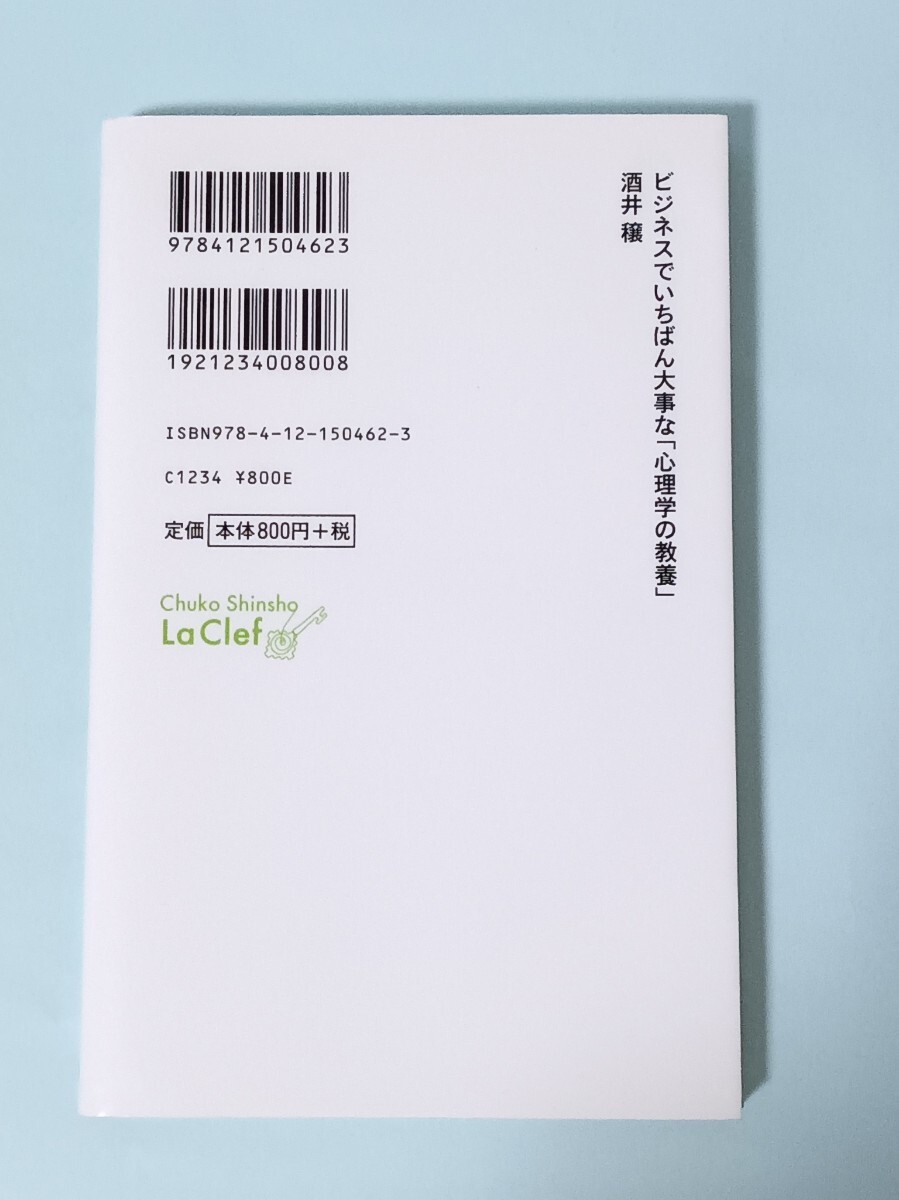 ビジネスでいちばん大事な「心理学の教養」
酒井 穣
9784121504623
1921234008008
ISBN978-4-12-150462-3
C1234 ¥800E
定価 本体800円+税
Chuko Shinsho
La Clef